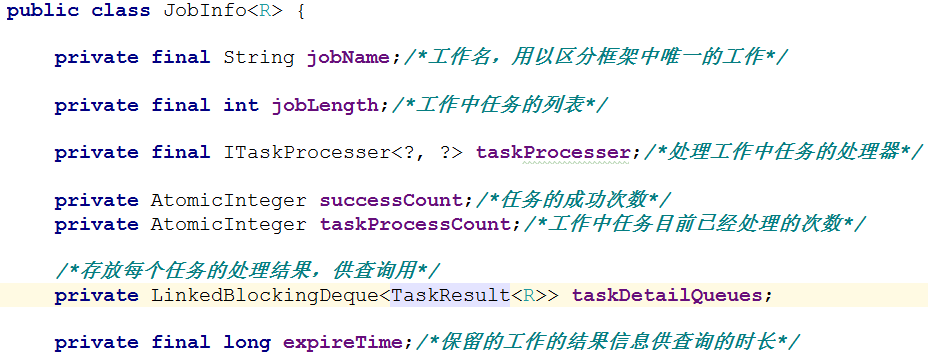 public class JobInfo<R> {
private final String jobName;/*工作名，用以区分框架中唯一的工作*/
private final int jobLength;/*工作中任务的列表*/
private final ITaskProcesser<?, ?> taskProcesser;/*处理工作中任务的处理器*/
private AtomicInteger successCount;/*任务的成功次数*/
private AtomicInteger taskProcessCount;/*工作中任务目前已经处理的次数*/
/*存放每个任务的处理结果，供查询用*/
private LinkedBlockingDeque<TaskResult<R>> taskDetailQueues;
private final long expireTime;/*保留的工作的结果信息供查询的时长*/